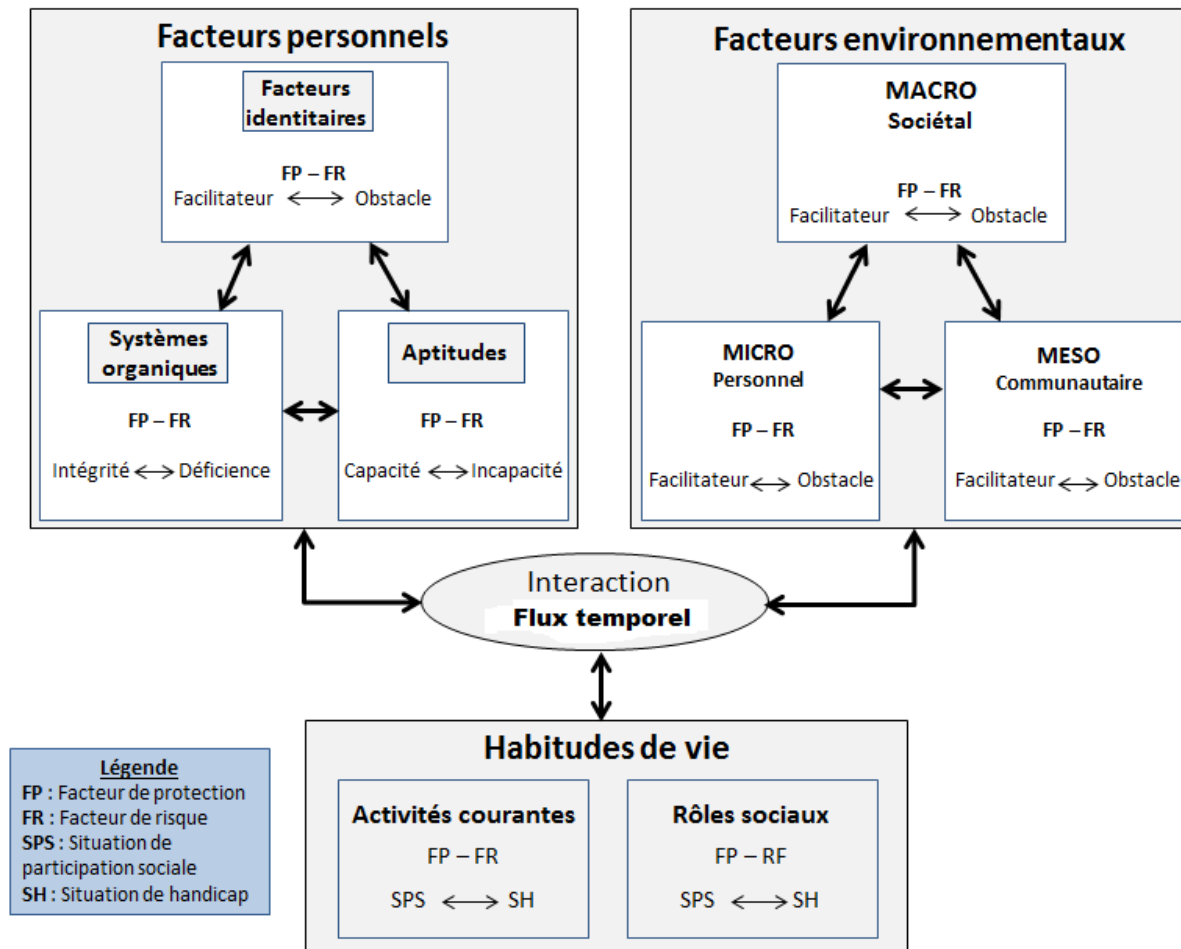 Facteurs personnels
Facteurs
identitaires
FP – FR
Facilitateur
Obstacle
Systèmes
organiques
FP – FR
Intégrité
Déficience
Aptitudes
FP – FR
Capacité
Incapacité
Facteurs environnementaux
MACRO
Sociétal
FP – FR
Facilitateur
Obstacle
MICRO
Personnel
FP – FR
Facilitateur
Obstacle
MESO
Communautaire
FP – FR
Facilitateur
Obstacle
Interaction
Flux temporel
Habitudes de vie
Activités courantes
FP – FR
SPS
SH
Rôles sociaux
FP – RF
SPS
SH
Légende
FP : Facteur de protection
FR : Facteur de risque
SPS : Situation de
participation sociale
SH : Situation de handicap